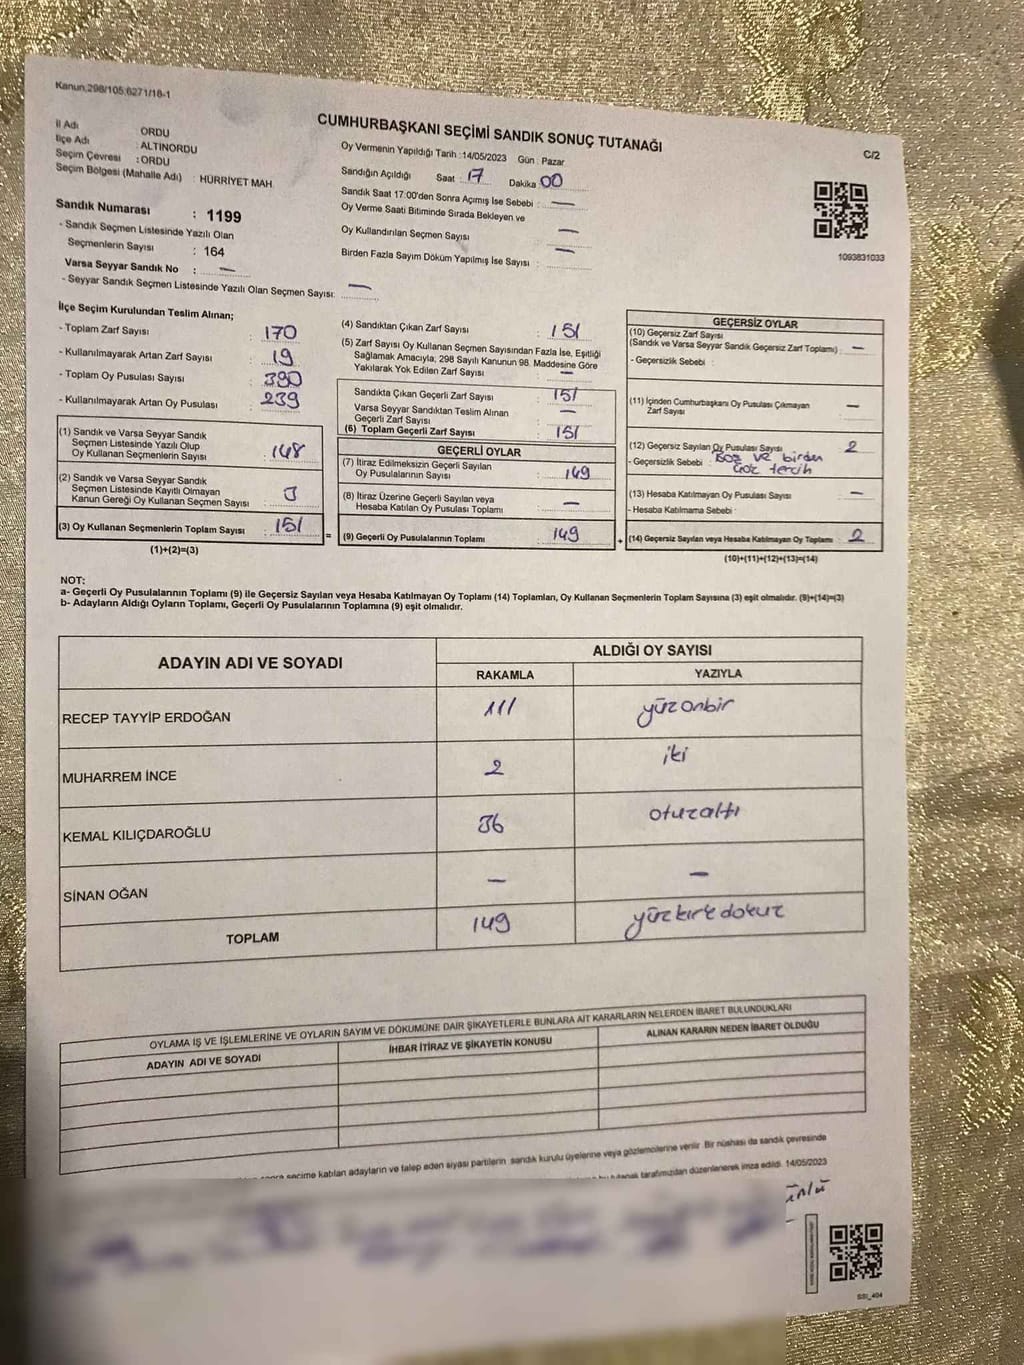 Kanun;298/105;6271/18-1
CUMHURBAŞKANI SEÇİMİ SANDIK SONUÇ TUTANAĞI
C/2
İl Adı ORDU
İlçe Adı : ALTINORDU
Seçim Çevresi : ORDU
Seçim Bölgesi (Mahalle Adı) : HÜRRİYET MAH.
Sandık Numarası : 1199
- Sandık Seçmen Listesinde Yazılı Olan
Seçmenlerin Sayısı : 164
Varsa Seyyar Sandık No : —
- Seyyar Sandık Seçmen Listesinde Yazılı Olan Seçmen Sayısı: —
Oy Vermenin Yapıldığı Tarih :14/05/2023 Gün : Pazar
Sandığın Açıldığı Saat : 17 Dakika : 00
Sandık Saat 17:00'den Sonra Açımış İse Sebebi : —
Oy Verme Saati Bitiminde Sırada Bekleyen ve
Oy Kullandırılan Seçmen Sayısı —
Birden Fazla Sayım Döküm Yapılmış İse Sayısı : —
1093831033
İlçe Seçim Kurulundan Teslim Alınan;
- Toplam Zarf Sayısı : 170
- Kullanılmayarak Artan Zarf Sayısı : 19
- Toplam Oy Pusulası Sayısı : 390
- Kullanılmayarak Artan Oy Pusulası : 239
(1) Sandık ve Varsa Seyyar Sandık
Seçmen Listesinde Yazılı Olup
Oy Kullanan Seçmenlerin Sayısı : 148
(2) Sandık ve Varsa Seyyar Sandık
Seçmen Listesinde Kayıtlı Olmayan
Kanun Gereği Oy Kullanan Seçmen Sayısı : 3
(3) Oy Kullanan Seçmenlerin Toplam Sayısı : 151
(1)+(2)=(3)
(4) Sandıktan Çıkan Zarf Sayısı : 151
(5) Zarf Sayısı Oy Kullanan Seçmen Sayısından Fazla İse, Eşitliği
Sağlamak Amacıyla, 298 Sayılı Kanunun 98. Maddesine Göre
Yakılarak Yok Edilen Zarf Sayısı : —
Sandıkta Çıkan Geçerli Zarf Sayısı : 151
Varsa Seyyar Sandıktan Teslim Alınan
Geçerli Zarf Sayısı : —
(6) Toplam Geçerli Zarf Sayısı : 151
GEÇERLİ OYLAR
(7) İtiraz Edilmeksizin Geçerli Sayılan
Oy Pusulalarının Sayısı : 149
(8) İtiraz Üzerine Geçerli Sayılan veya
Hesaba Katılan Oy Pusulası Toplamı : —
= (9) Geçerli Oy Pusulalarının Toplamı : 149
GEÇERSİZ OYLAR
(10) Geçersiz Zarf Sayısı
(Sandık ve Varsa Seyyar Sandık Geçersiz Zarf Toplamı) : —
- Geçersizlik Sebebi :
(11) İçinden Cumhurbaşkanı Oy Pusulası Çıkmayan
Zarf Sayısı : —
(12) Geçersiz Sayılan Oy Pusulası Sayısı : 2
- Geçersizlik Sebebi : Boş ve birden
çok tercih
(13) Hesaba Katılmayan Oy Pusulası Sayısı : —
- Hesaba Katılmama Sebebi :
+ (14) Geçersiz Sayılan veya Hesaba Katılmayan Oy Toplamı : 2
(10)+(11)+(12)+(13)=(14)
NOT:
a- Geçerli Oy Pusulalarının Toplamı (9) ile Geçersiz Sayılan veya Hesaba Katılmayan Oy Toplamı (14) Toplamları, Oy Kullanan Seçmenlerin Toplam Sayısına (3) eşit olmalıdır. (9)+(14)=(3)
b- Adayların Aldığı Oyların Toplamı, Geçerli Oy Pusulalarının Toplamına (9) eşit olmalıdır.
ADAYIN ADI VE SOYADI ALDIĞI OY SAYISI
RAKAMLA YAZIYLA
RECEP TAYYİP ERDOĞAN 111 yüzonbir
MUHARREM İNCE 2 iki
KEMAL KILIÇDAROĞLU 36 otuzaltı
SİNAN OĞAN — —
TOPLAM 149 yüzkırkdokuz
OYLAMA İŞ VE İŞLEMLERİNE VE OYLARIN SAYIM VE DÖKÜMÜNE DAİR ŞİKAYETLERLE BUNLARA AİT KARARLARIN NELERDEN İBARET BULUNDUKLARI
ADAYIN ADI VE SOYADI İHBAR İTİRAZ VE ŞİKAYETİN KONUSU ALINAN KARARIN NEDEN İBARET OLDUĞU
seçime katılan adayların ve talep eden siyasi partilerin sandık kurulu üyelerine veya gözlemcilerine verilir. Bir nüshası da sandık çevresinde
tutanak tarafımızdan düzenlenerek imza edildi. 14/05/2023
SSI_404